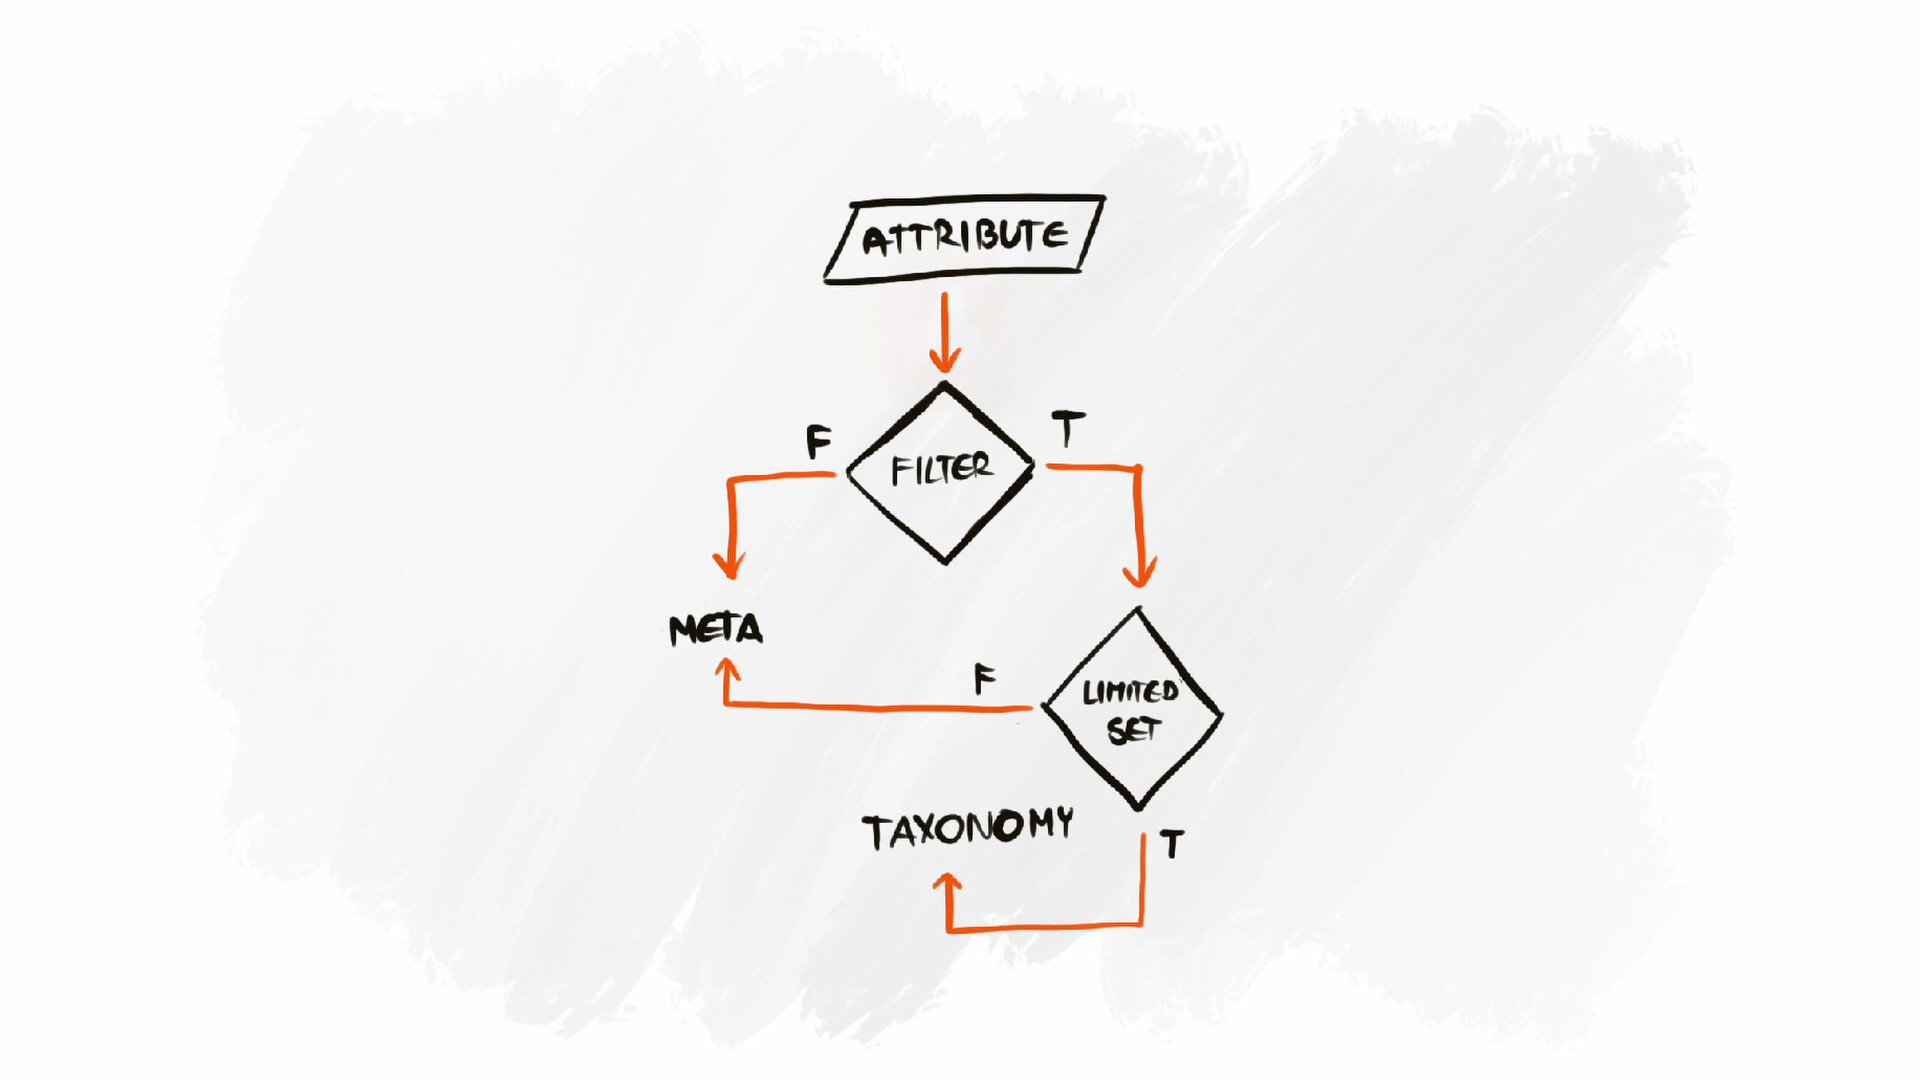 ATTRIBUTE
F
T
FILTER
META
F
LIMITED
SET
TAXONOMY
T